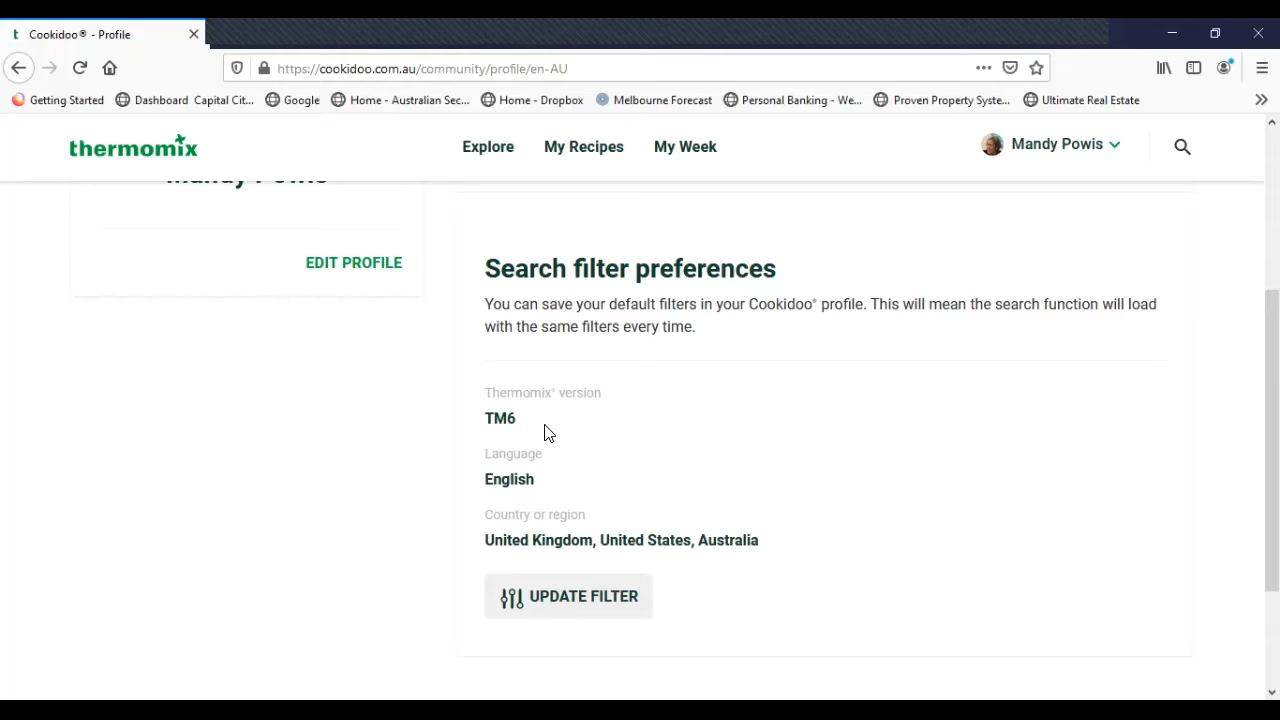 Cookidoo® - Profile
https://cookidoo.com.au/community/profile/en-AU
Getting Started Dashboard Capital Cit... Google Home - Australian Sec... Home - Dropbox Melbourne Forecast Personal Banking - We... Proven Property Syste... Ultimate Real Estate
thermomix Explore My Recipes My Week Mandy Powis
Mandy Powis
EDIT PROFILE
Search filter preferences
You can save your default filters in your Cookidoo® profile. This will mean the search function will load
with the same filters every time.
Thermomix® version
TM6
Language
English
Country or region
United Kingdom, United States, Australia
UPDATE FILTER